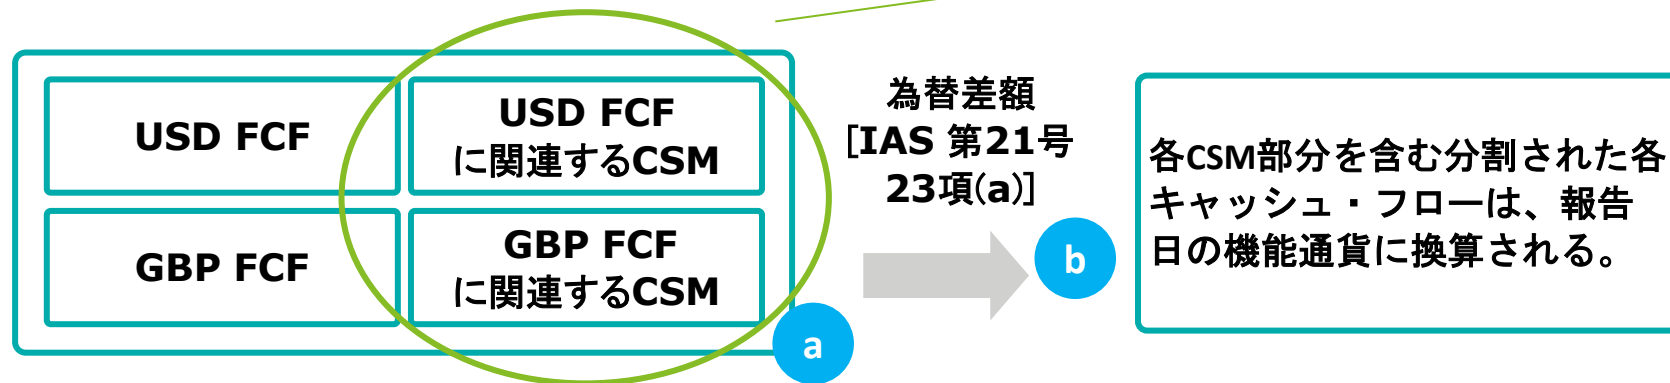 USD FCF
USD FCF
に関連するCSM
GBP FCF
GBP FCF
に関連するCSM
a
為替差額
[IAS 第21号
23項(a)]
b
各CSM部分を含む分割された各
キャッシュ・フローは、報告
日の機能通貨に換算される。